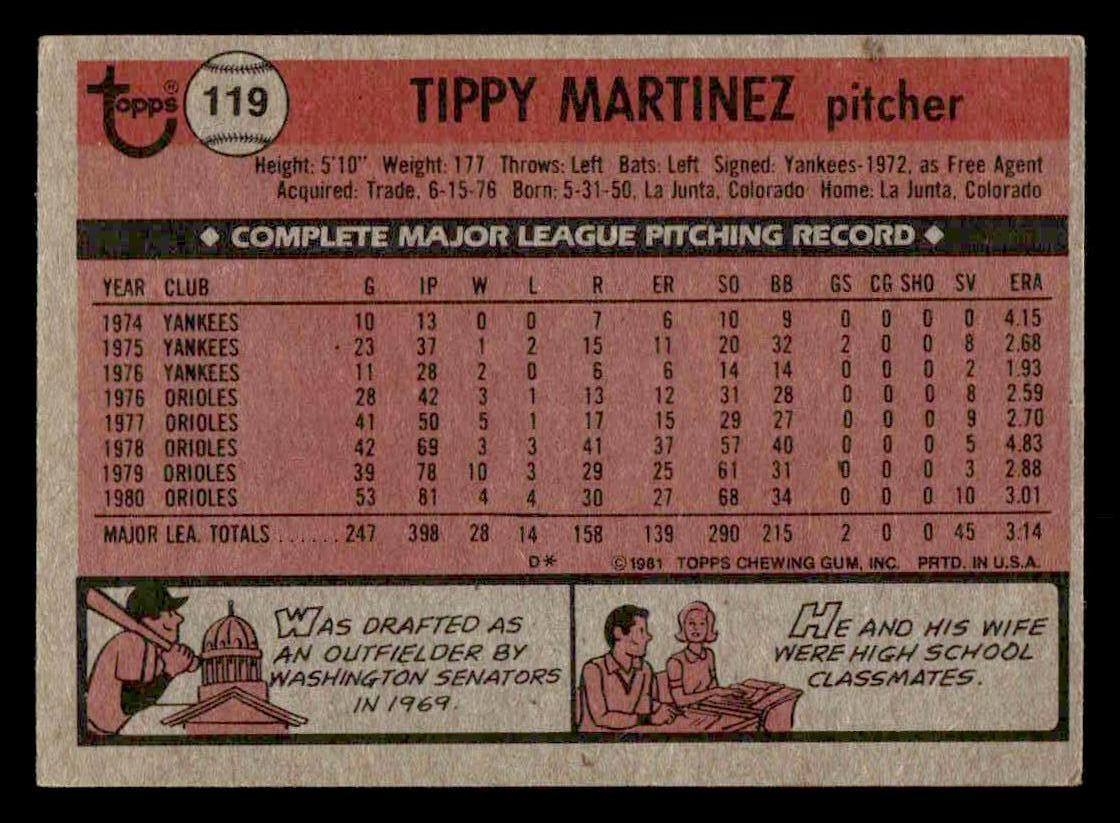 Topps® 119 TIPPY MARTINEZ pitcher
Height: 5'10" Weight: 177 Throws: Left Bats: Left Signed: Yankees-1972, as Free Agent
Acquired: Trade, 6-15-76 Born: 5-31-50, La Junta, Colorado Home: La Junta, Colorado
◆ COMPLETE MAJOR LEAGUE PITCHING RECORD ◆
YEAR CLUB G IP W L R ER SO BB GS CG SHO SV ERA
1974 YANKEES 10 13 0 0 7 6 10 9 0 0 0 0 4.15
1975 YANKEES 23 37 1 2 15 11 20 32 2 0 0 8 2.68
1976 YANKEES 11 28 2 0 6 6 14 14 0 0 0 2 1.93
1976 ORIOLES 28 42 3 1 13 12 31 28 0 0 0 8 2.59
1977 ORIOLES 41 50 5 1 17 15 29 27 0 0 0 9 2.70
1978 ORIOLES 42 69 3 3 41 37 57 40 0 0 0 5 4.83
1979 ORIOLES 39 78 10 3 29 25 61 31 0 0 0 3 2.88
1980 ORIOLES 53 81 4 4 30 27 68 34 0 0 0 10 3.01
MAJOR LEA. TOTALS ...... 247 398 28 14 158 139 290 215 2 0 0 45 3.14
D* ©1981 TOPPS CHEWING GUM, INC. PRTD. IN U.S.A.
WAS DRAFTED AS
AN OUTFIELDER BY
WASHINGTON SENATORS
IN 1969.
HE AND HIS WIFE
WERE HIGH SCHOOL
CLASSMATES.